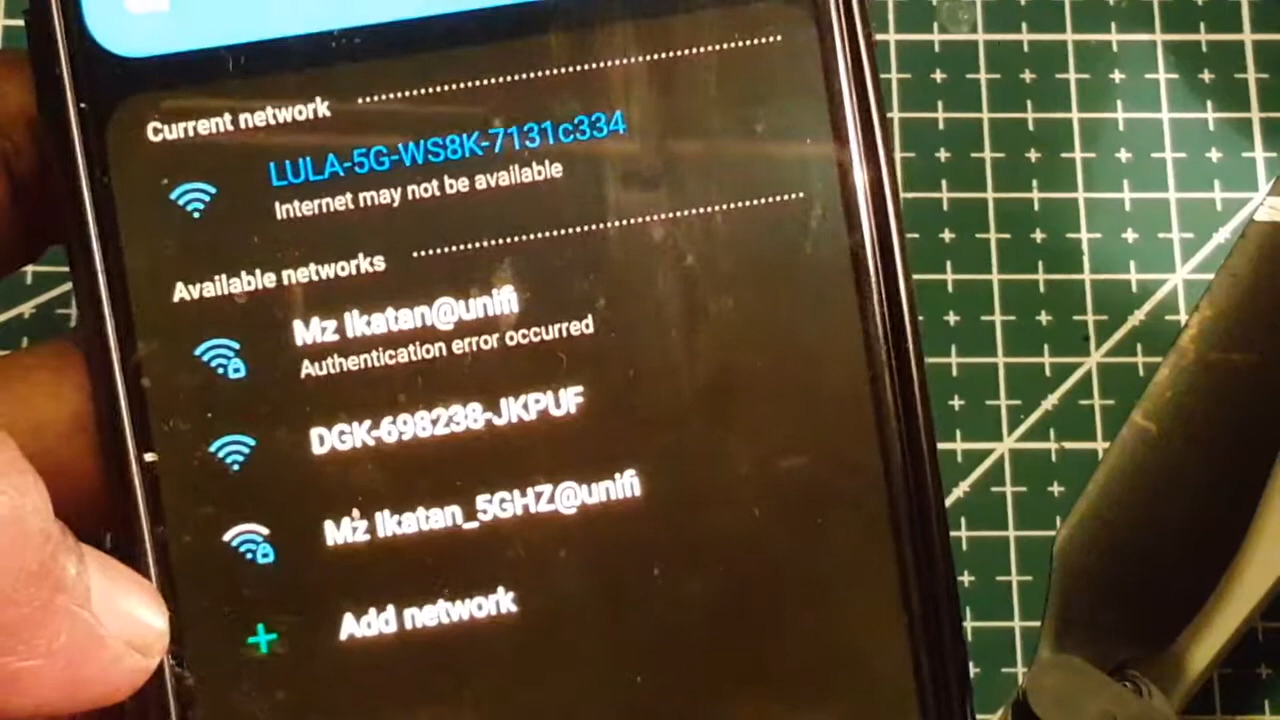 Current network
LULA-5G-WS8K-7131c334
Internet may not be available
Available networks
Mz Ikatan@unifi
Authentication error occurred
DGK-698238-JKPUF
Mz Ikatan_5GHZ@unifi
Add network